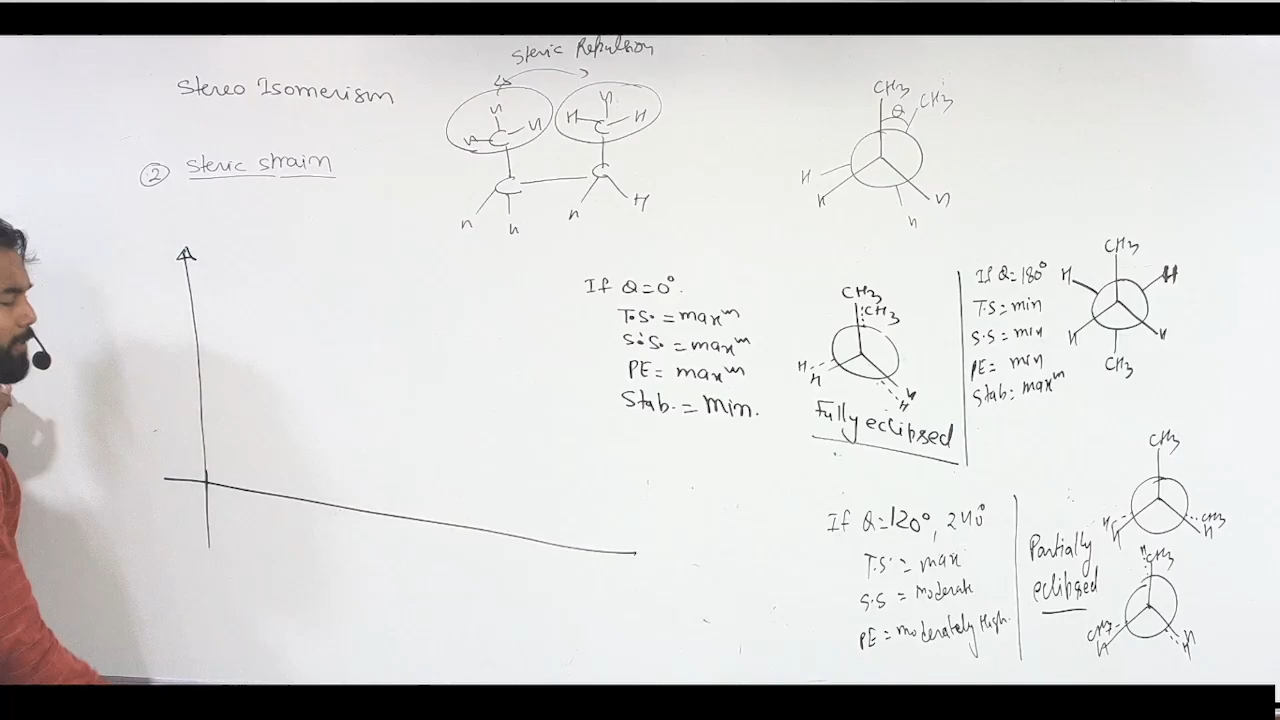 Steric Repulsion
Stereo Isomerism
② Steric strain
H
H C H
H C H
C C
H H H H
CH3
θ CH3
H
H
H
H
If θ=0°.
T.S. = maxᵐ
S.S. = maxᵐ
PE = maxᵐ
Stab. = Min.
CH3
CH3
H
H
H
H
Fully eclibsed
If θ=180°
T.S = min
S.S = min
PE = min
Stab = maxᵐ
CH3
H H
H H
CH3
If θ=120°, 240°
T.S. = max
S.S = moderate
PE = moderately High.
Partially
eclibsed
CH3
H CH3
H H
H
CH3
CH3 H
H H